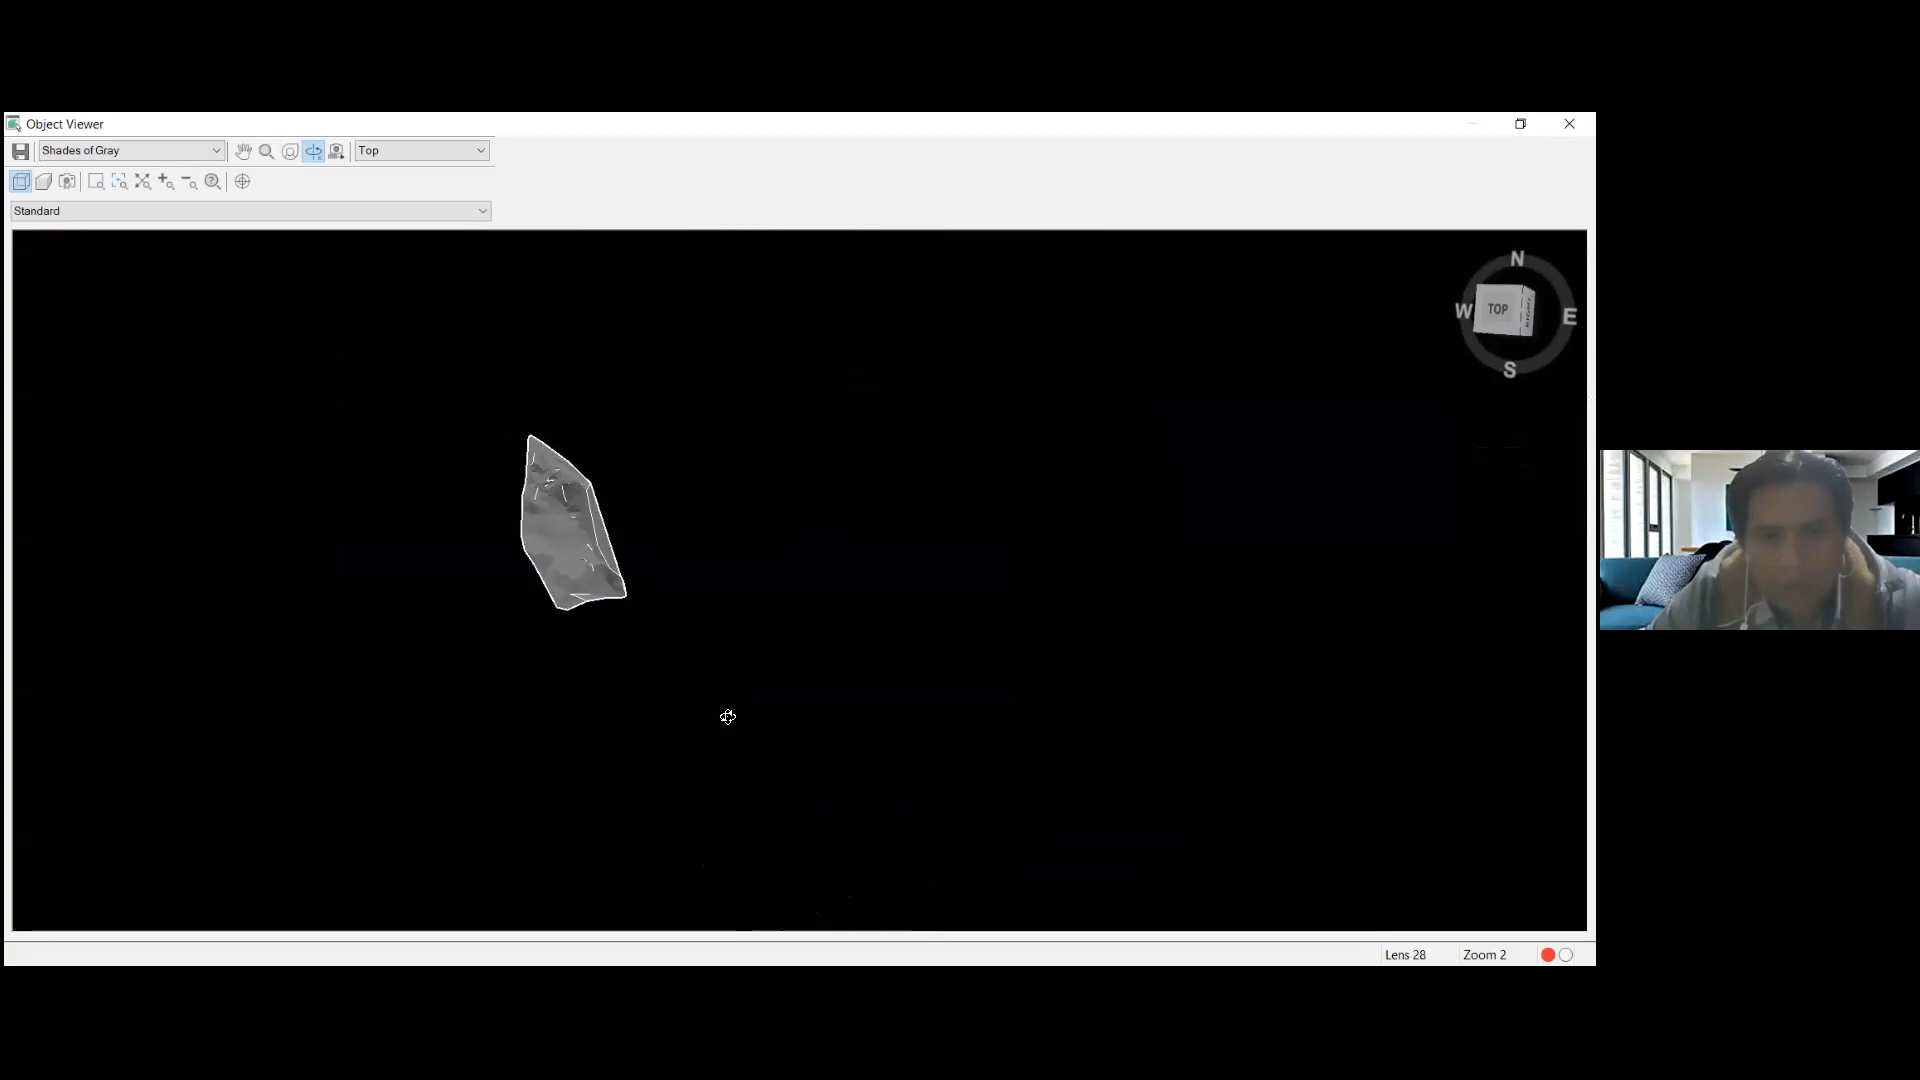 Object Viewer
Shades of Gray
Top
Standard
N
W
TOP
E
S
Lens 28
Zoom 2